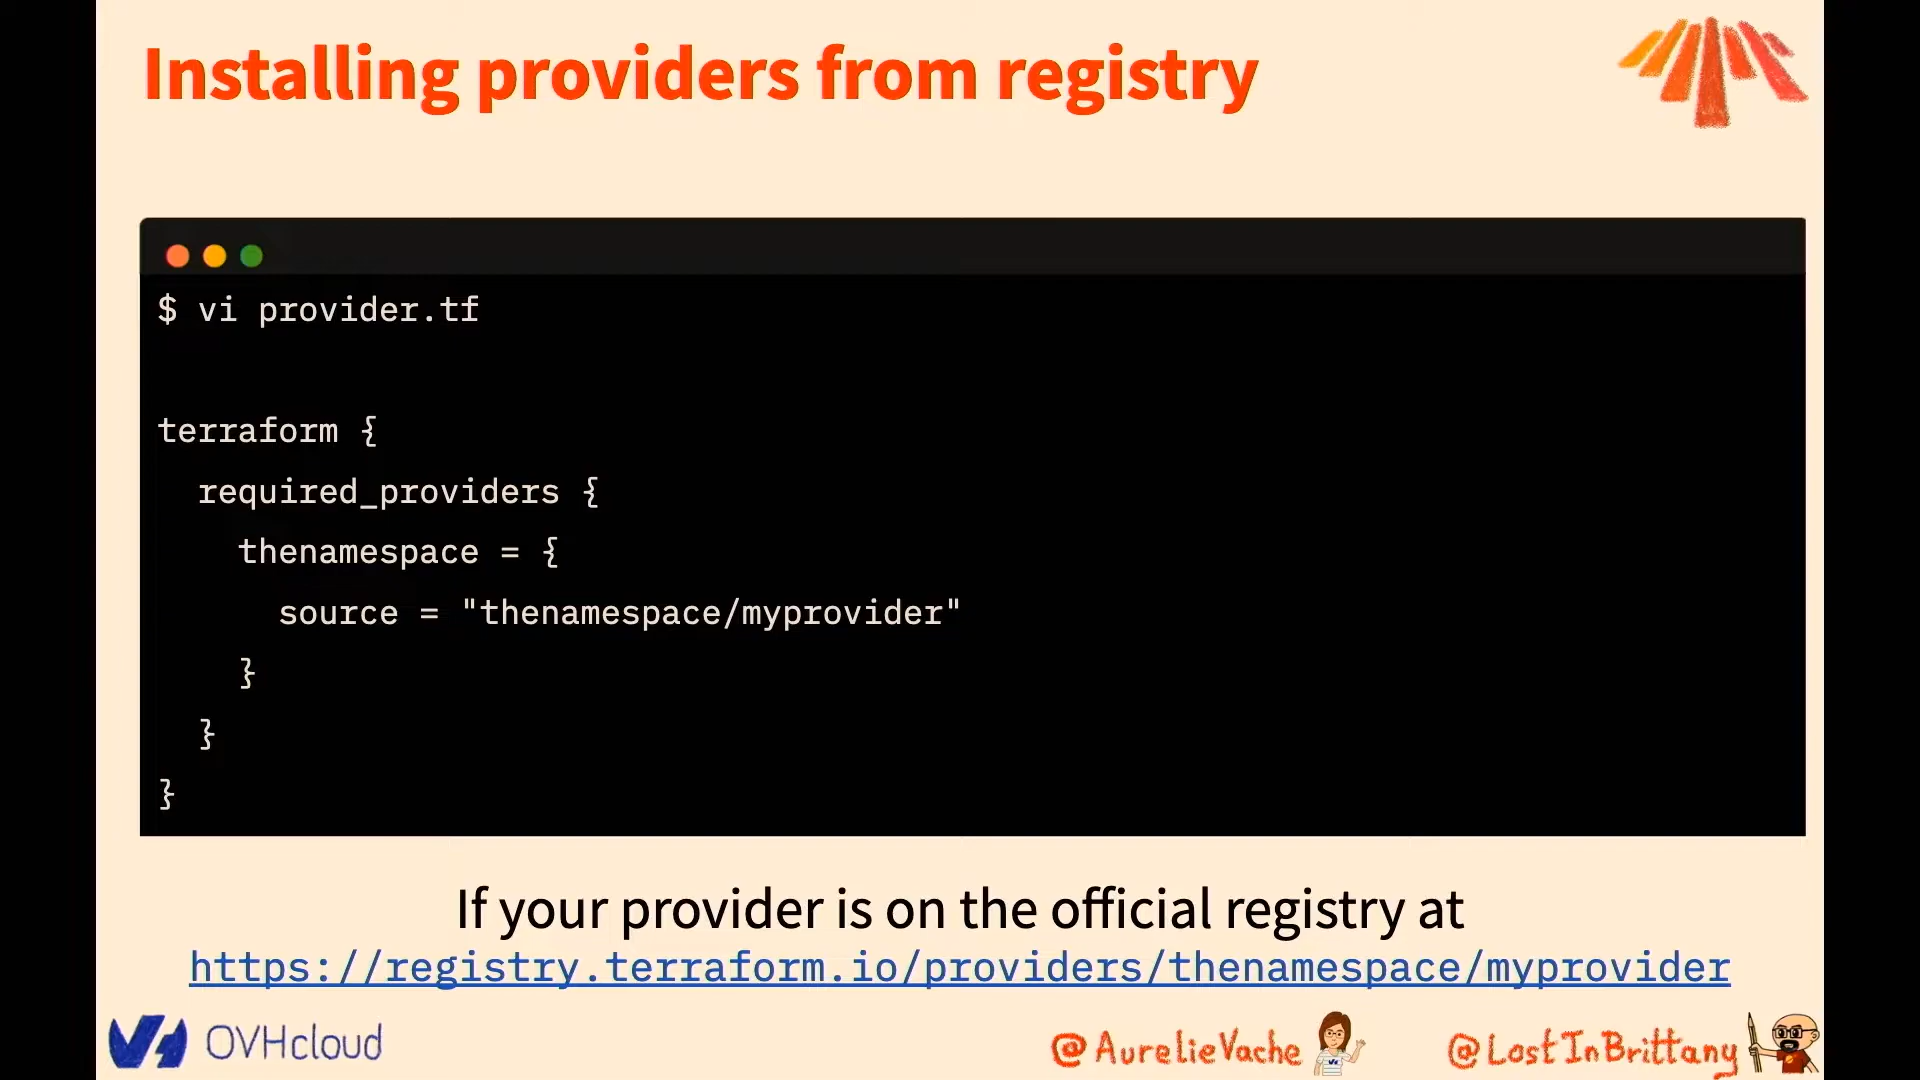 Installing providers from registry
$ vi provider.tf
terraform {
  required_providers {
    thenamespace = {
      source = "thenamespace/myprovider"
    }
  }
}
If your provider is on the official registry at
https://registry.terraform.io/providers/thenamespace/myprovider
OVHcloud
@AurelieVache
@LostInBrittany